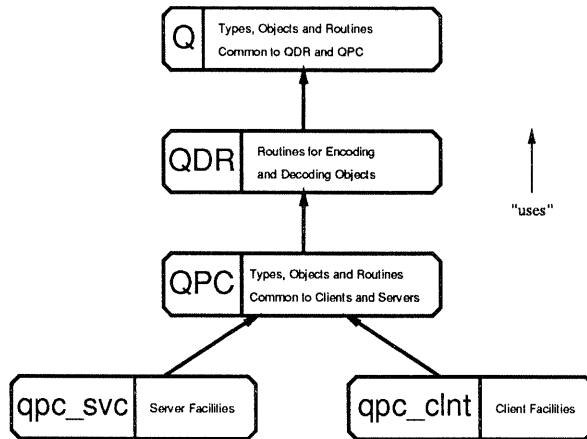 Q
Types, Objects and Routines
Common to QDR and QPC
QDR
Routines for Encoding
and Decoding Objects
"uses"
QPC
Types, Objects and Routines
Common to Clients and Servers
qpc_svc
Server Facilities
qpc_clnt
Client Facilities